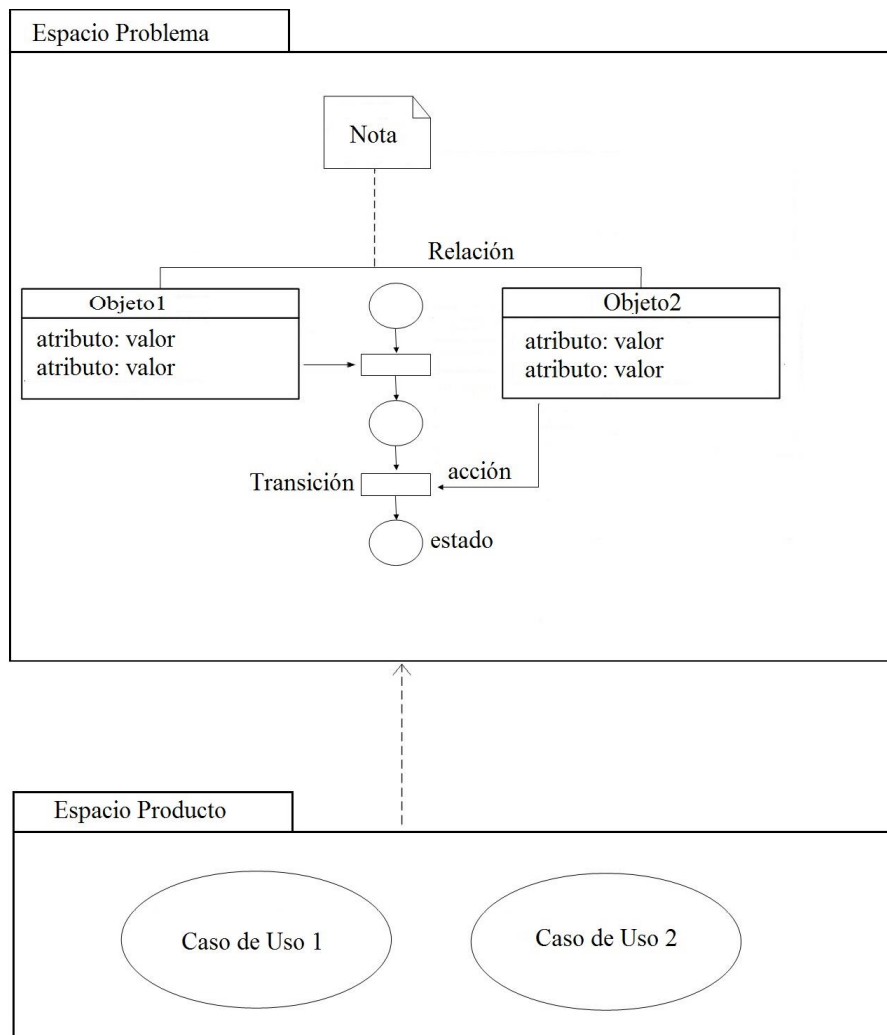 Espacio Problema
Nota
Relación
Objeto1
atributo: valor
atributo: valor
Objeto2
atributo: valor
atributo: valor
Transición
acción
estado
Espacio Producto
Caso de Uso 1
Caso de Uso 2